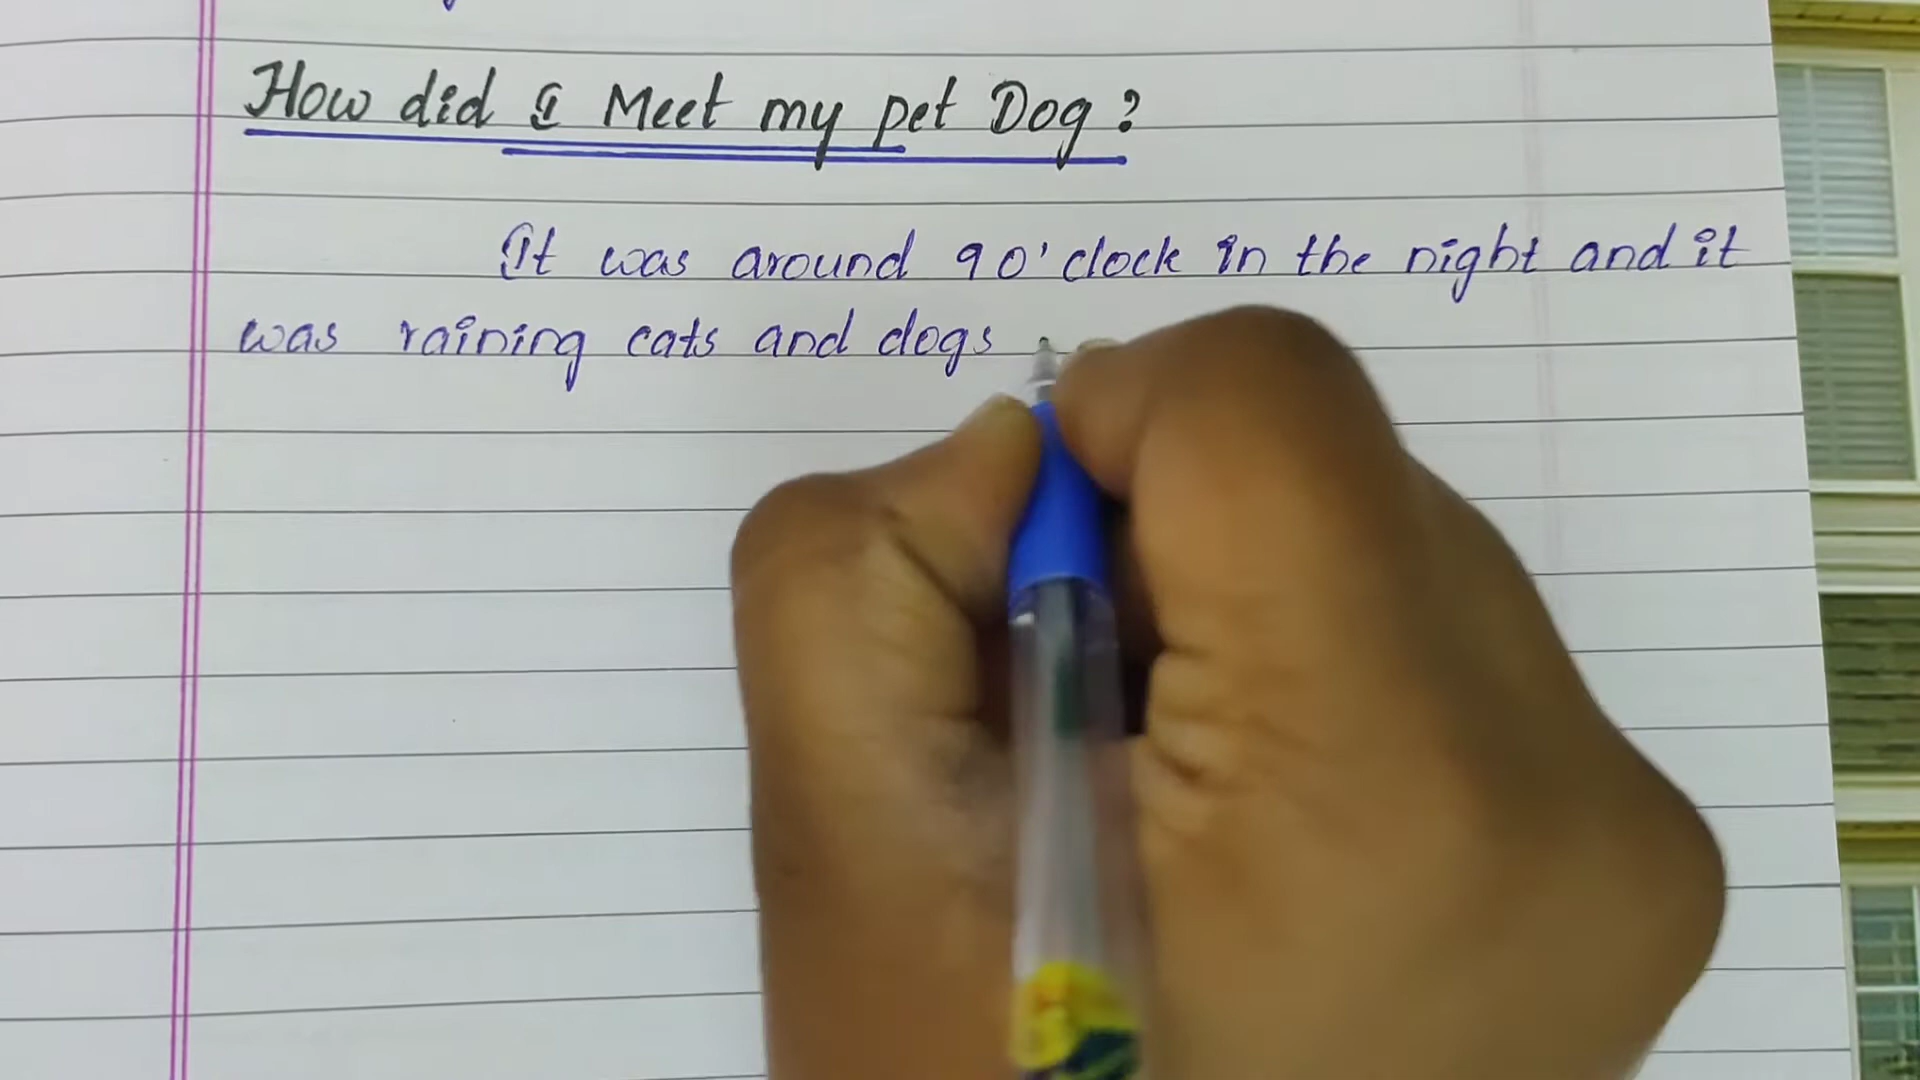 How did I Meet my pet Dog?
It was around 9 o'clock in the night and it
was raining cats and dogs